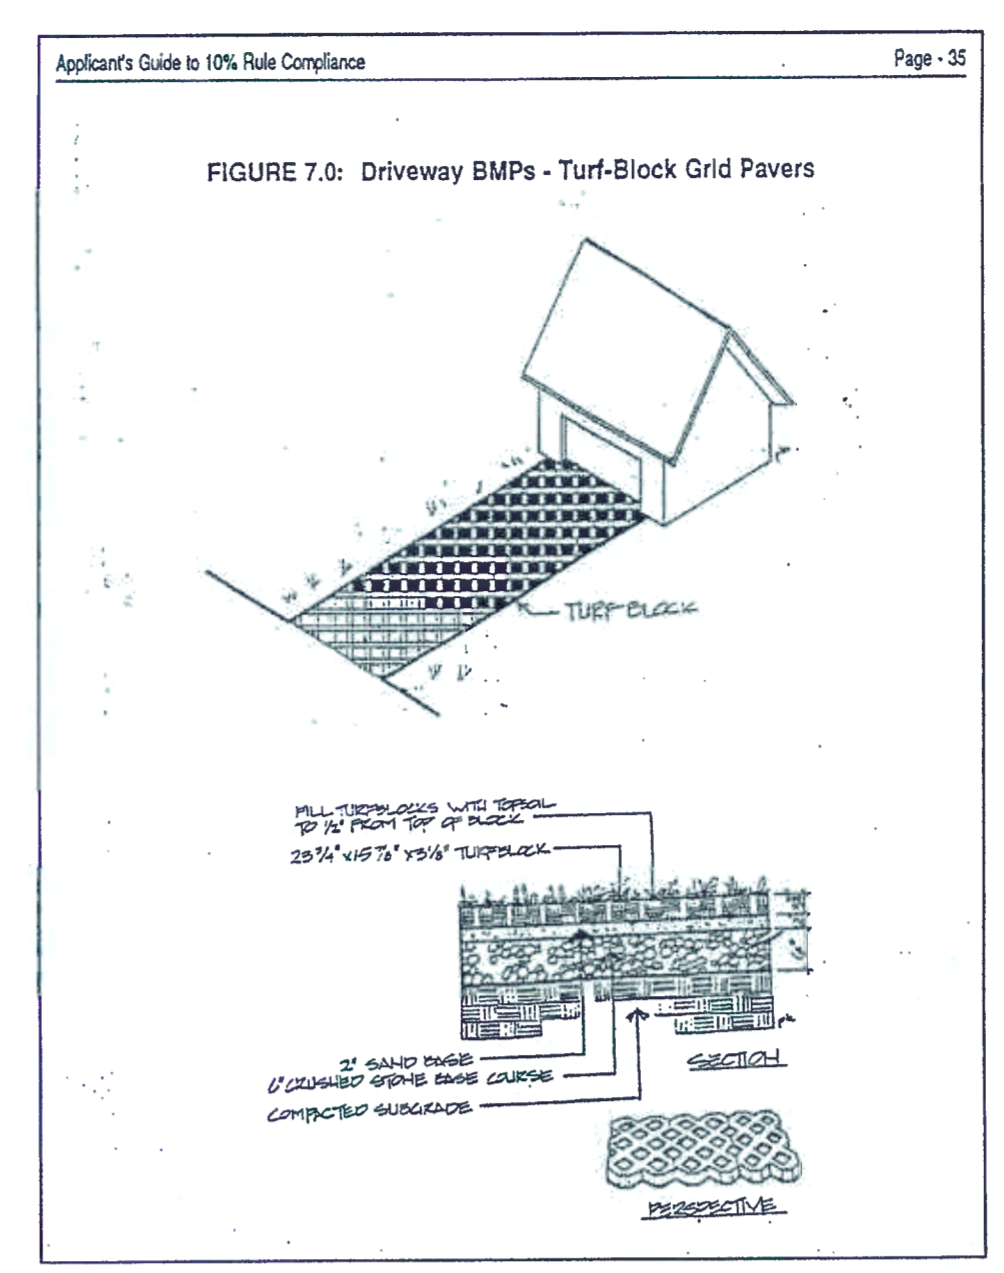 Applicant's Guide to 10% Rule Compliance
Page - 35
FIGURE 7.0: Driveway BMPs - Turf-Block Grid Pavers
TURF BLOCK
FILL TURFBLOCKS WITH TOPSOIL
TO 1/2" FROM TOP OF BLOCK
23 3/4" x 15 7/8" x 3 1/8" TURFBLOCK
2" SAND BASE
6" CRUSHED STONE BASE COURSE
COMPACTED SUBGRADE
SECTION
PERSPECTIVE